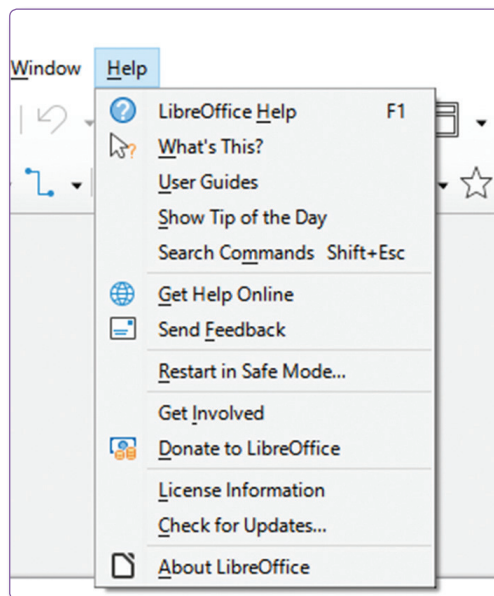 Window Help
LibreOffice Help F1
What's This?
User Guides
Show Tip of the Day
Search Commands Shift+Esc
Get Help Online
Send Feedback
Restart in Safe Mode...
Get Involved
Donate to LibreOffice
License Information
Check for Updates...
About LibreOffice